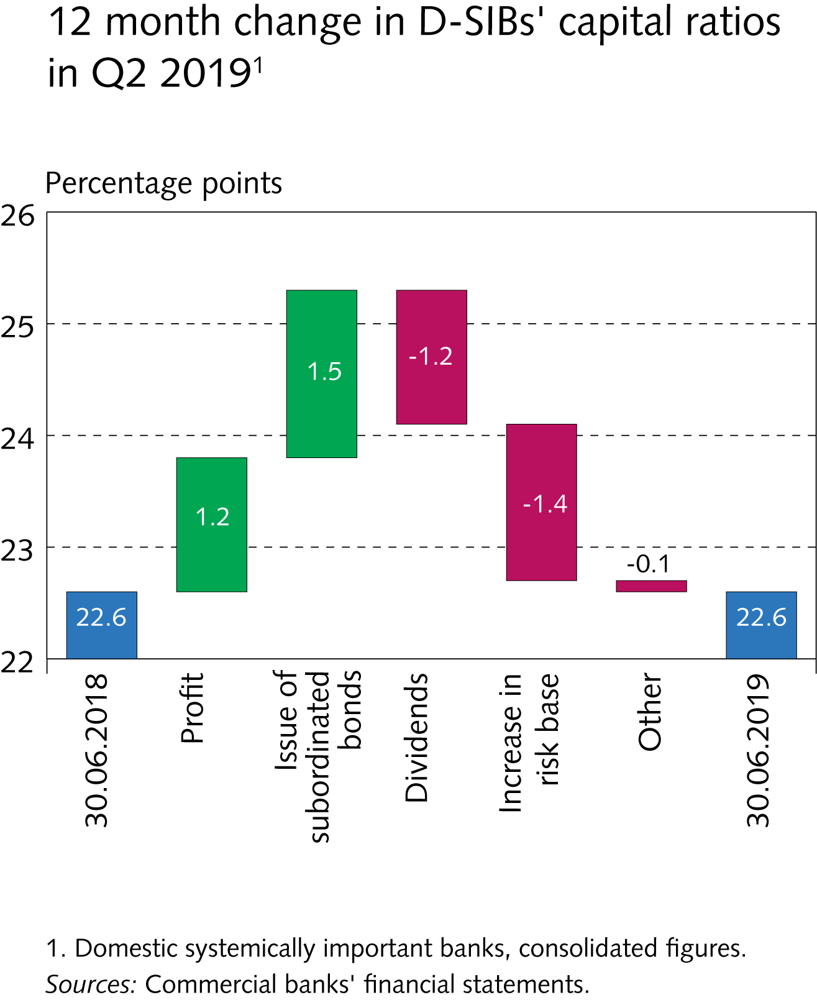 12 month change in D-SIBs' capital ratios
in Q2 2019¹
Percentage points
26
25
24
23
22
22.6
1.2
1.5
-1.2
-1.4
-0.1
22.6
30.06.2018
Profit
Issue of
subordinated
bonds
Dividends
Increase in
risk base
Other
30.06.2019
1. Domestic systemically important banks, consolidated figures.
Sources: Commercial banks' financial statements.